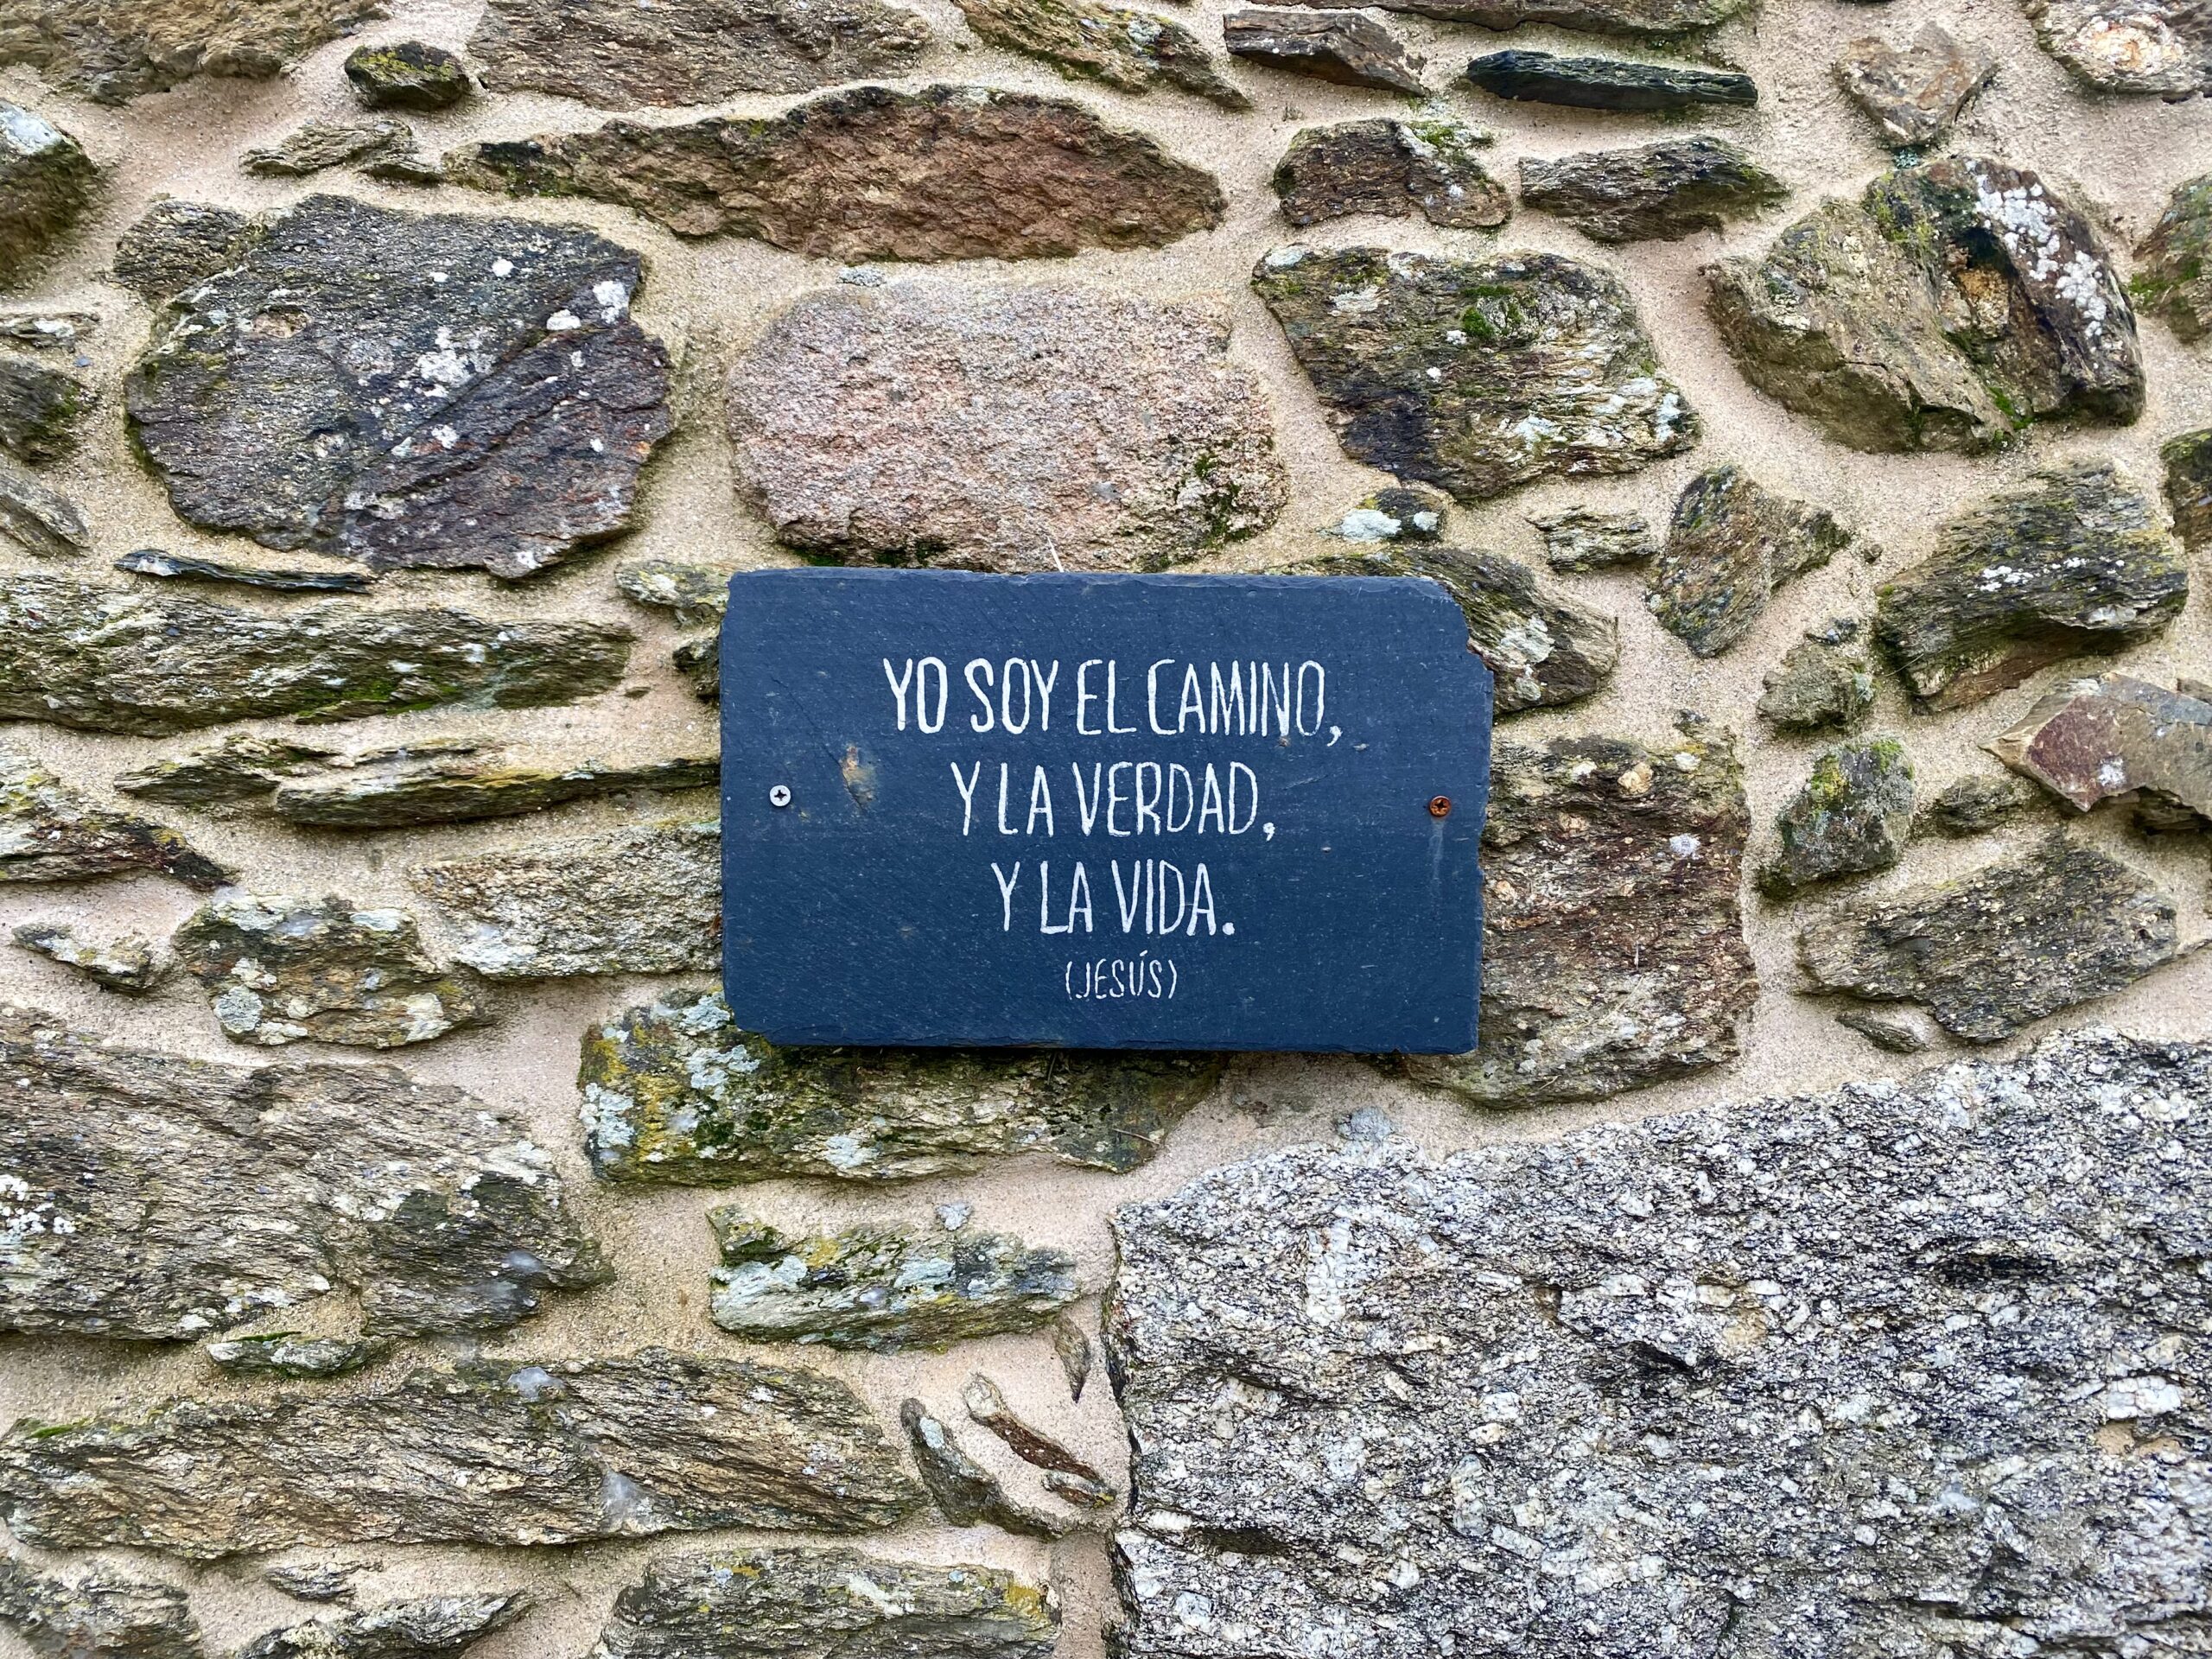 YO SOY EL CAMINO,
Y LA VERDAD,
Y LA VIDA.
(JESÚS)